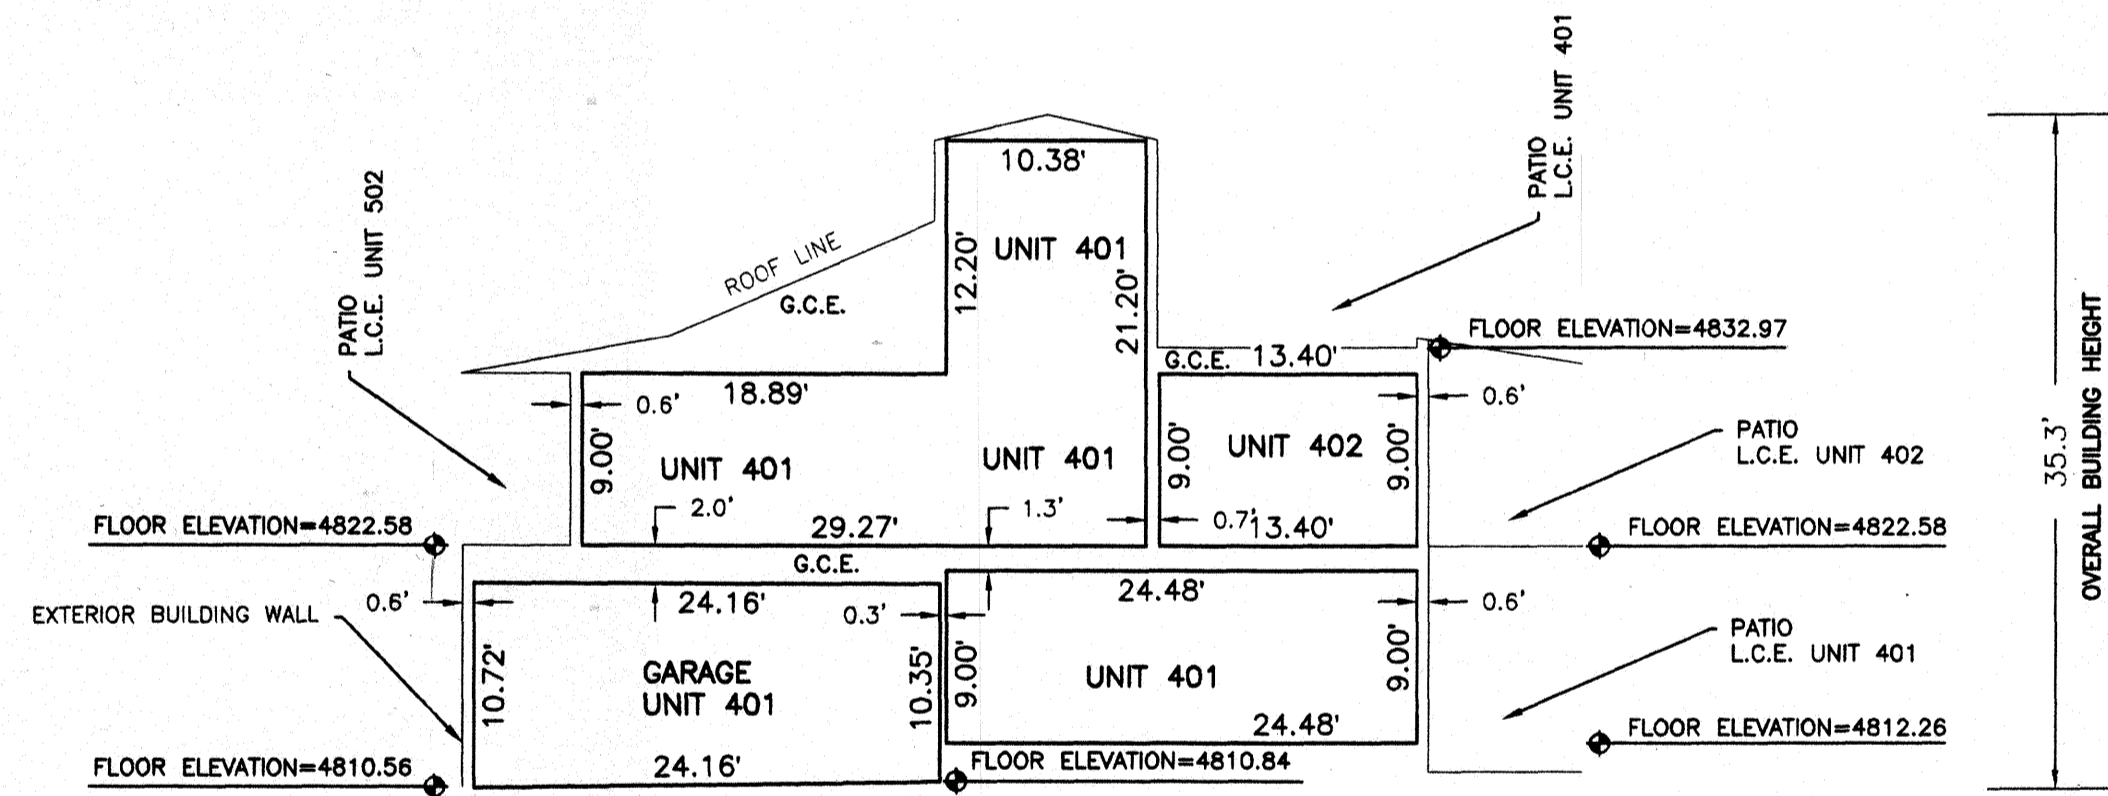 PATIO
L.C.E. UNIT 401
PATIO
L.C.E. UNIT 502
10.38'
ROOF LINE
G.C.E.
12.20'
UNIT 401
21.20'
FLOOR ELEVATION=4832.97
G.C.E.
13.40'
0.6'
18.89'
0.6'
9.00'
UNIT 401
UNIT 401
9.00'
UNIT 402
9.00'
PATIO
L.C.E. UNIT 402
2.0'
29.27'
1.3'
0.7'
13.40'
FLOOR ELEVATION=4822.58
FLOOR ELEVATION=4822.58
G.C.E.
0.6'
24.16'
0.3'
24.48'
0.6'
EXTERIOR BUILDING WALL
10.72'
GARAGE
UNIT 401
10.35'
9.00'
UNIT 401
9.00'
PATIO
L.C.E. UNIT 401
24.48'
FLOOR ELEVATION=4812.26
FLOOR ELEVATION=4810.56
24.16'
FLOOR ELEVATION=4810.84
35.3'
OVERALL BUILDING HEIGHT